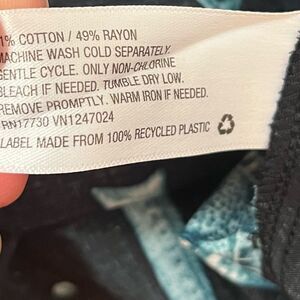 1% COTTON / 49% RAYON
MACHINE WASH COLD SEPARATELY.
GENTLE CYCLE. ONLY NON-CHLORINE
BLEACH IF NEEDED. TUMBLE DRY LOW.
REMOVE PROMPTLY. WARM IRON IF NEEDED.
RN17730 VN1247024
LABEL MADE FROM 100% RECYCLED PLASTIC